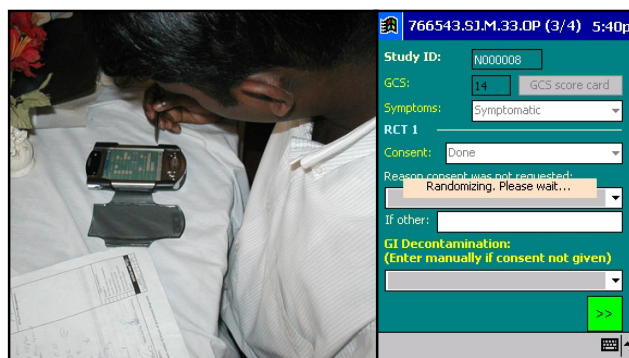 766543.SJ.M.33.OP (3/4) 5:40p
Study ID: N000008
GCS: 14 GCS score card
Symptoms: Symptomatic
RCT 1
Consent: Done
Reason consent was not requested:
Randomizing. Please wait...
If other:
GI Decontamination:
(Enter manually if consent not given)
>>